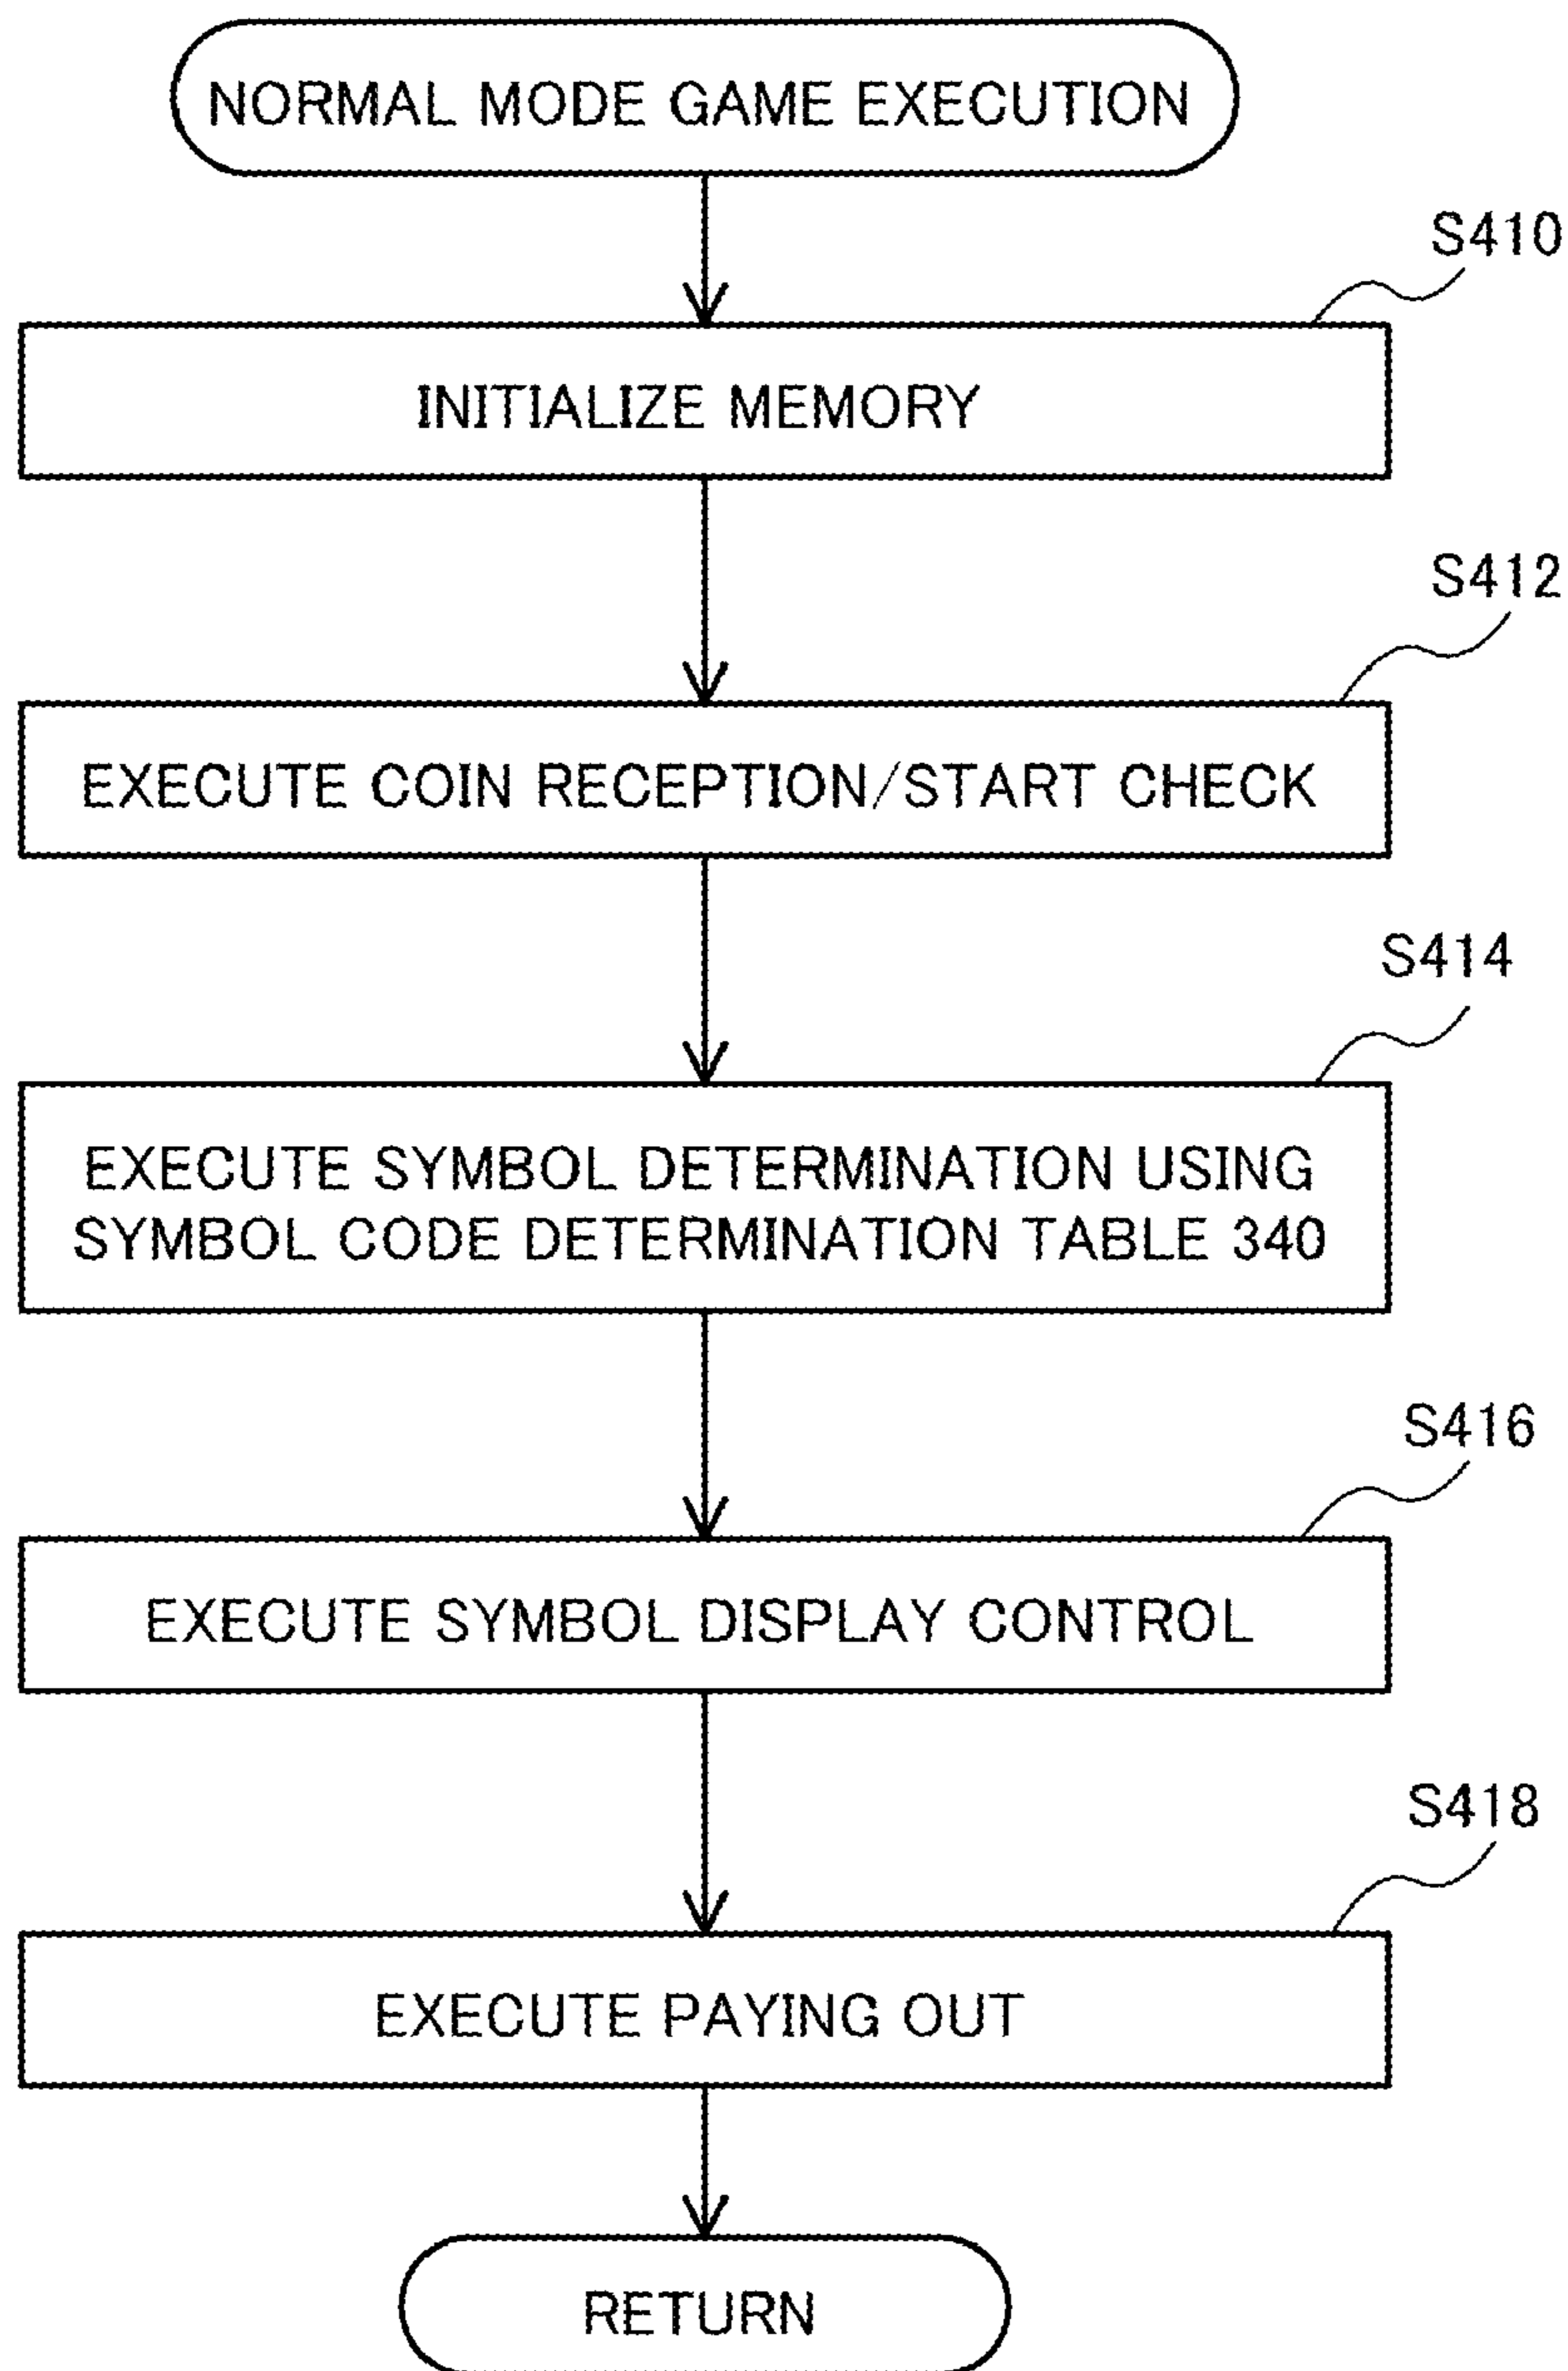 NORMAL MODE GAME EXECUTION
S410
INITIALIZE MEMORY
S412
EXECUTE COIN RECEPTION/START CHECK
S414
EXECUTE SYMBOL DETERMINATION USING
SYMBOL CODE DETERMINATION TABLE 340
S416
EXECUTE SYMBOL DISPLAY CONTROL
S418
EXECUTE PAYING OUT
RETURN